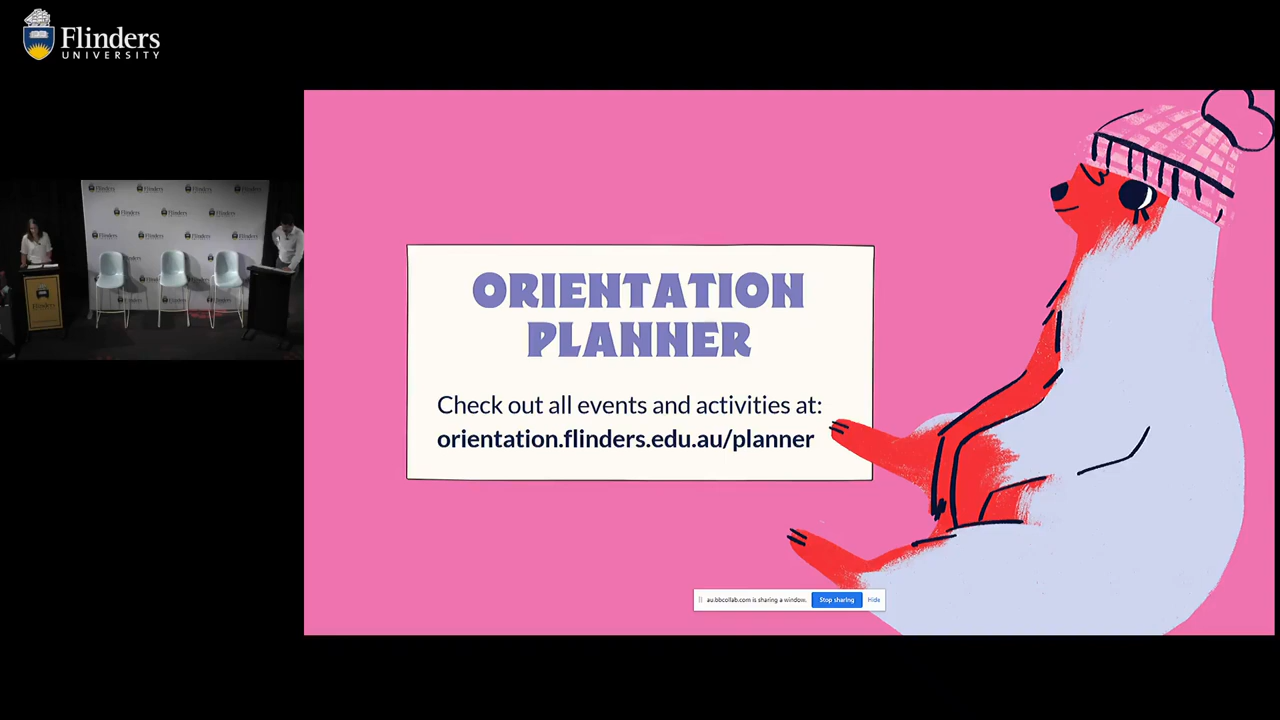 Flinders
UNIVERSITY
ORIENTATION
PLANNER
Check out all events and activities at:
orientation.flinders.edu.au/planner
au.bbcollab.com is sharing a window.
Stop sharing
Hide